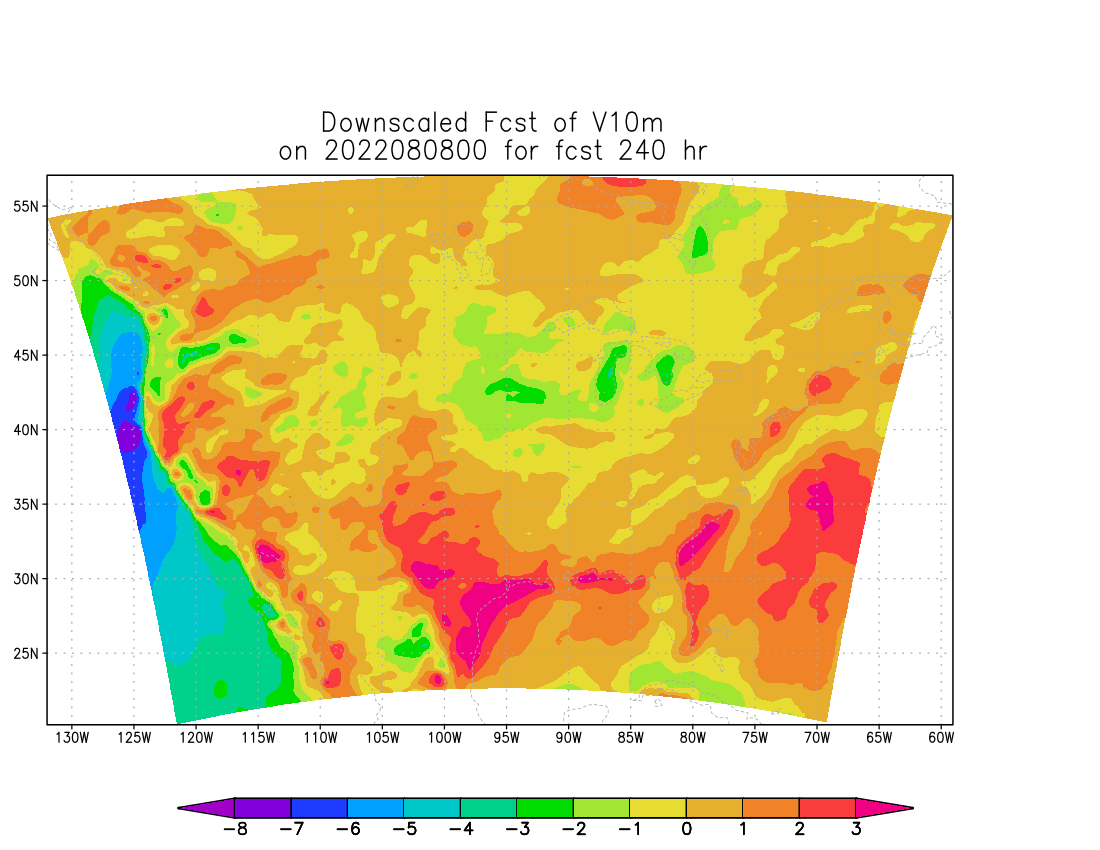 Downscaled Fcst of V10m
on 2022080800 for fcst 240 hr
55N
50N
45N
40N
35N
30N
25N
130W 125W 120W 115W 110W 105W 100W 95W 90W 85W 80W 75W 70W 65W 60W
-8 -7 -6 -5 -4 -3 -2 -1 0 1 2 3